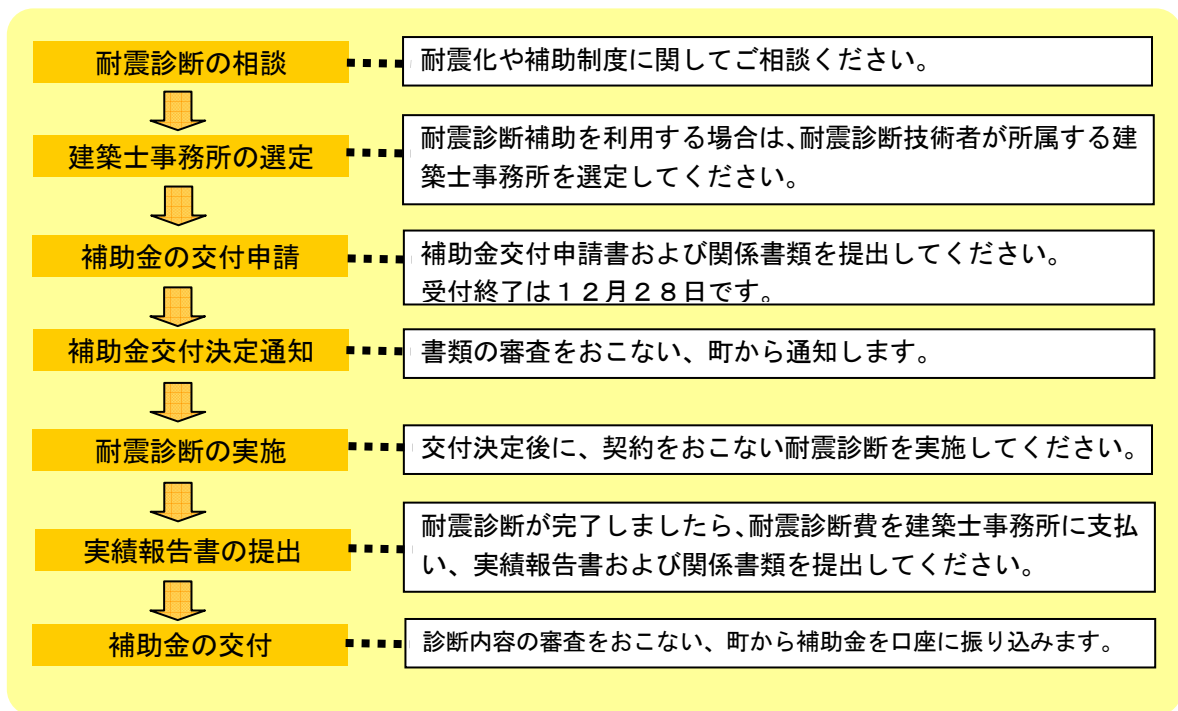 耐震診断の相談
耐震化や補助制度に関してご相談ください。
建築士事務所の選定
耐震診断補助を利用する場合は、耐震診断技術者が所属する建
築士事務所を選定してください。
補助金の交付申請
補助金交付申請書および関係書類を提出してください。
受付終了は１２月２８日です。
補助金交付決定通知
書類の審査をおこない、町から通知します。
耐震診断の実施
交付決定後に、契約をおこない耐震診断を実施してください。
実績報告書の提出
耐震診断が完了しましたら、耐震診断費を建築士事務所に支払
い、実績報告書および関係書類を提出してください。
補助金の交付
診断内容の審査をおこない、町から補助金を口座に振り込みます。